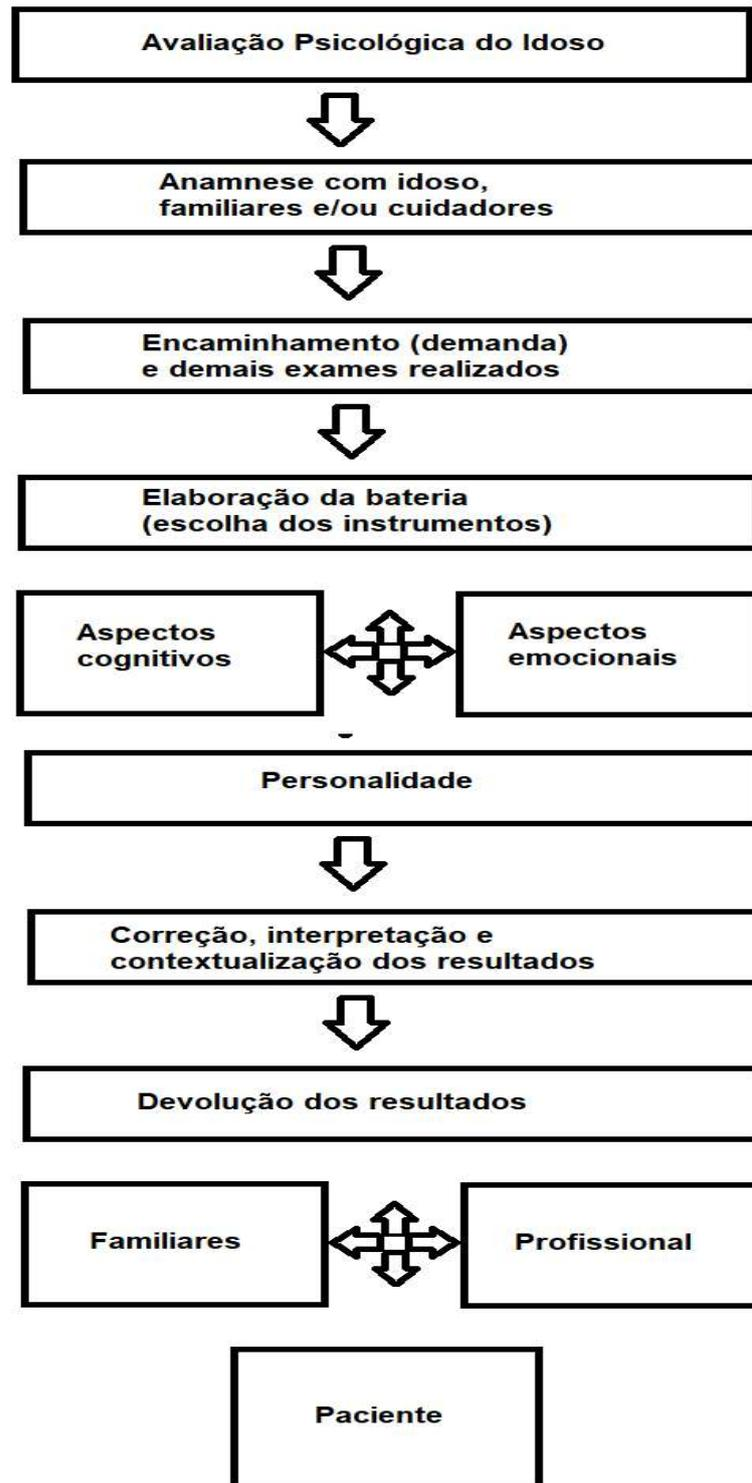 Avaliação Psicológica do Idoso
Anamnese com idoso,
familiares e/ou cuidadores
Encaminhamento (demanda)
e demais exames realizados
Elaboração da bateria
(escolha dos instrumentos)
Aspectos
cognitivos
Aspectos
emocionais
Personalidade
Correção, interpretação e
contextualização dos resultados
Devolução dos resultados
Familiares
Profissional
Paciente